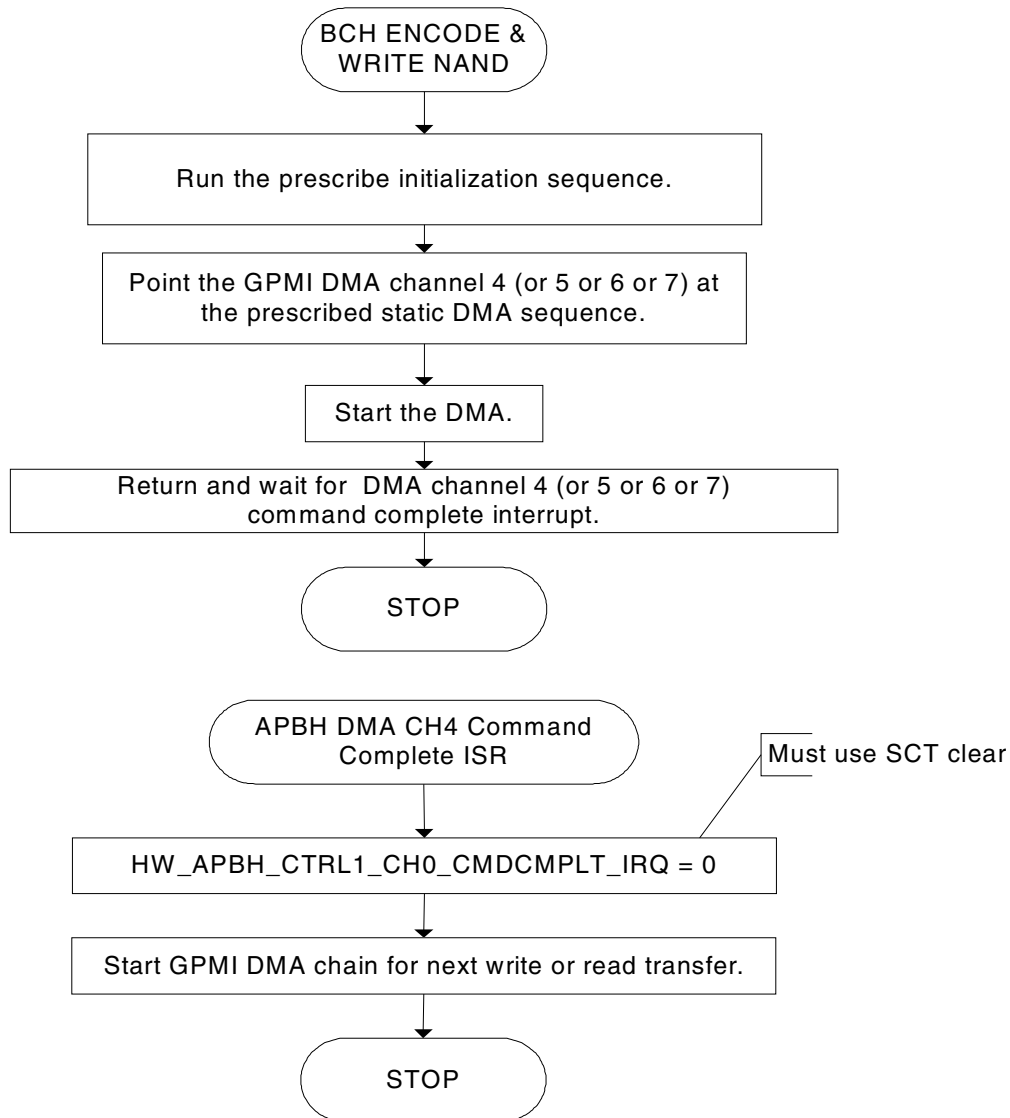 BCH ENCODE &
WRITE NAND
Run the prescribe initialization sequence.
Point the GPMI DMA channel 4 (or 5 or 6 or 7) at
the prescribed static DMA sequence.
Start the DMA.
Return and wait for DMA channel 4 (or 5 or 6 or 7)
command complete interrupt.
STOP
APBH DMA CH4 Command
Complete ISR
Must use SCT clear
HW_APBH_CTRL1_CH0_CMDCMPLT_IRQ = 0
Start GPMI DMA chain for next write or read transfer.
STOP